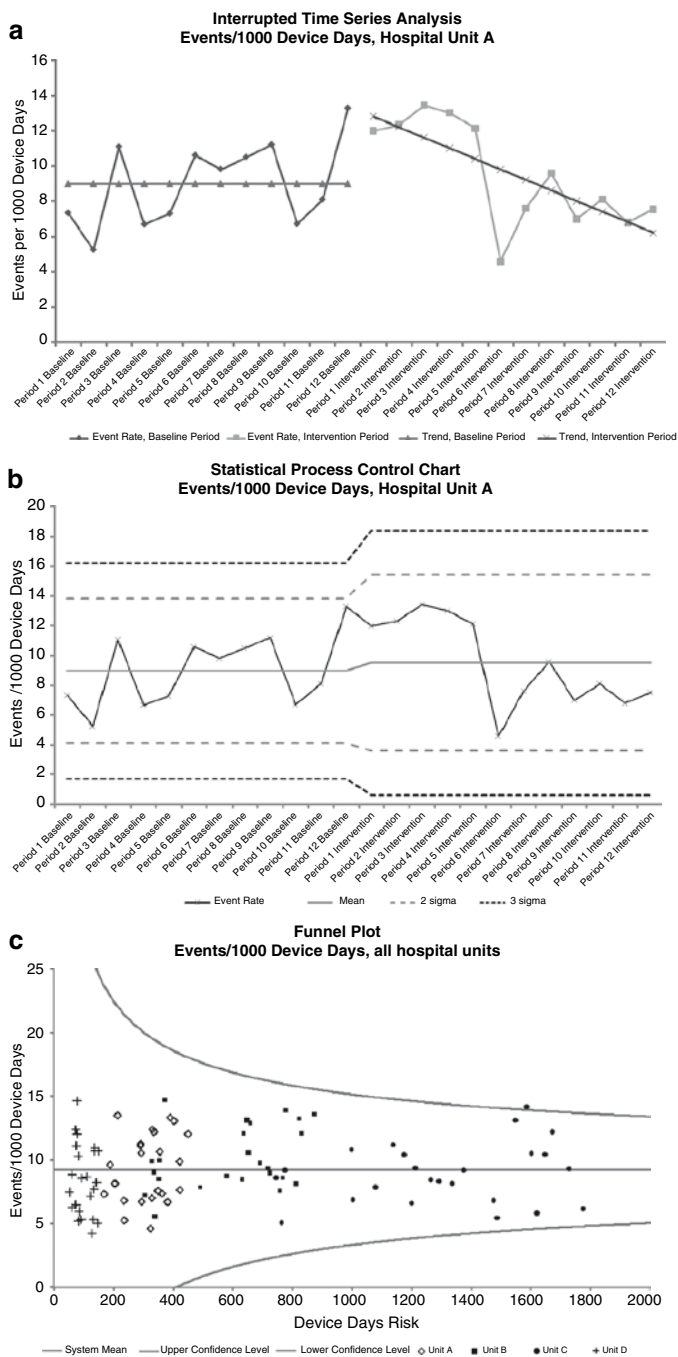 a
Interrupted Time Series Analysis
Events/1000 Device Days, Hospital Unit A
Events per 1000 Device Days
16
14
12
10
8
6
4
2
0
Period 1 Baseline
Period 2 Baseline
Period 3 Baseline
Period 4 Baseline
Period 5 Baseline
Period 6 Baseline
Period 7 Baseline
Period 8 Baseline
Period 9 Baseline
Period 10 Baseline
Period 11 Baseline
Period 12 Baseline
Period 1 Intervention
Period 2 Intervention
Period 3 Intervention
Period 4 Intervention
Period 5 Intervention
Period 6 Intervention
Period 7 Intervention
Period 8 Intervention
Period 9 Intervention
Period 10 Intervention
Period 11 Intervention
Period 12 Intervention
Event Rate, Baseline Period Event Rate, Intervention Period Trend, Baseline Period Trend, Intervention Period
b
Statistical Process Control Chart
Events/1000 Device Days, Hospital Unit A
Events /1000 Device Days
20
18
16
14
12
10
8
6
4
2
0
Period 1 Baseline
Period 2 Baseline
Period 3 Baseline
Period 4 Baseline
Period 5 Baseline
Period 6 Baseline
Period 7 Baseline
Period 8 Baseline
Period 9 Baseline
Period 10 Baseline
Period 11 Baseline
Period 12 Baseline
Period 1 Intervention
Period 2 Intervention
Period 3 Intervention
Period 4 Intervention
Period 5 Intervention
Period 6 Intervention
Period 7 Intervention
Period 8 Intervention
Period 9 Intervention
Period 10 Intervention
Period 11 Intervention
Period 12 Intervention
Event Rate Mean 2 sigma 3 sigma
c
Funnel Plot
Events/1000 Device Days, all hospital units
Events/1000 Device Days
25
20
15
10
5
0
0 200 400 600 800 1000 1200 1400 1600 1800 2000
Device Days Risk
System Mean Upper Confidence Level Lower Confidence Level Unit A Unit B Unit C Unit D